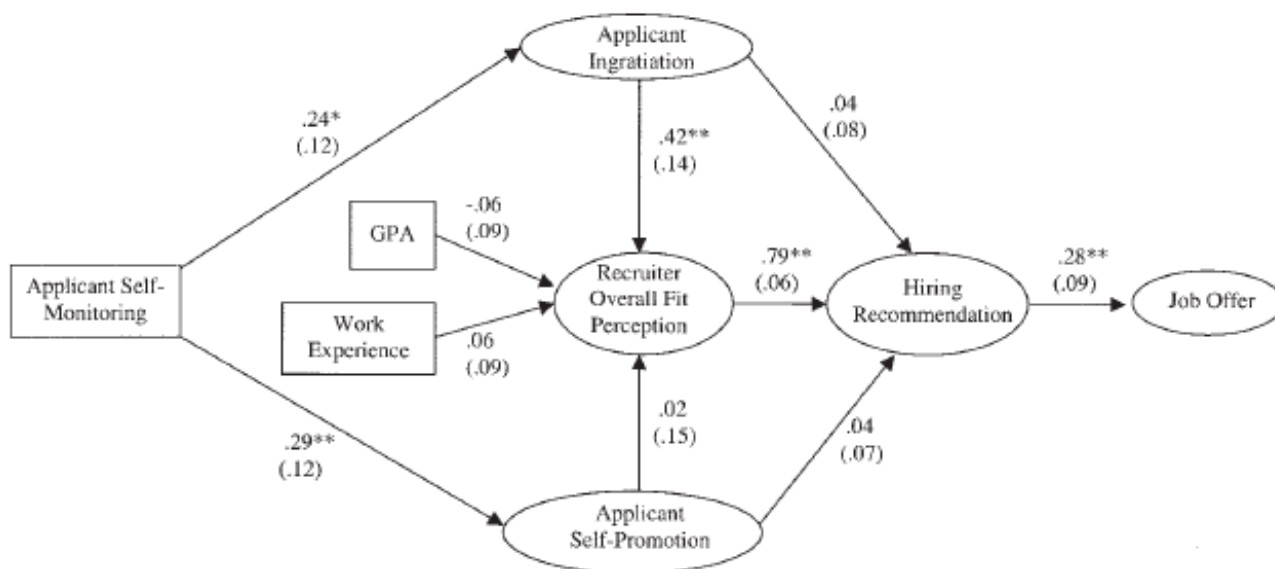 Applicant
Ingratiation
.24*
(.12)
.42**
(.14)
.04
(.08)
GPA
-.06
(.09)
Applicant Self-
Monitoring
Work
Experience
.06
(.09)
Recruiter
Overall Fit
Perception
.79**
(.06)
Hiring
Recommendation
.28**
(.09)
Job Offer
.29**
(.12)
.02
(.15)
.04
(.07)
Applicant
Self-Promotion